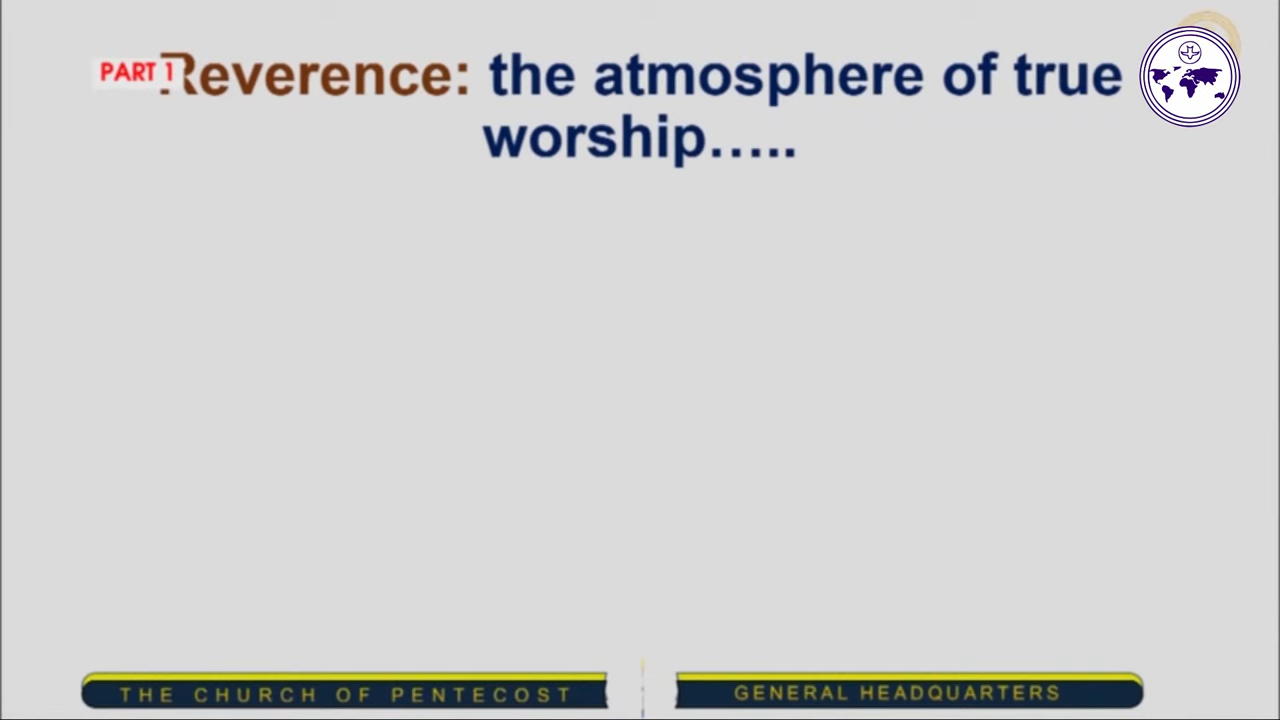 PART 1
Reverence: the atmosphere of true
worship.....
THE CHURCH OF PENTECOST
GENERAL HEADQUARTERS